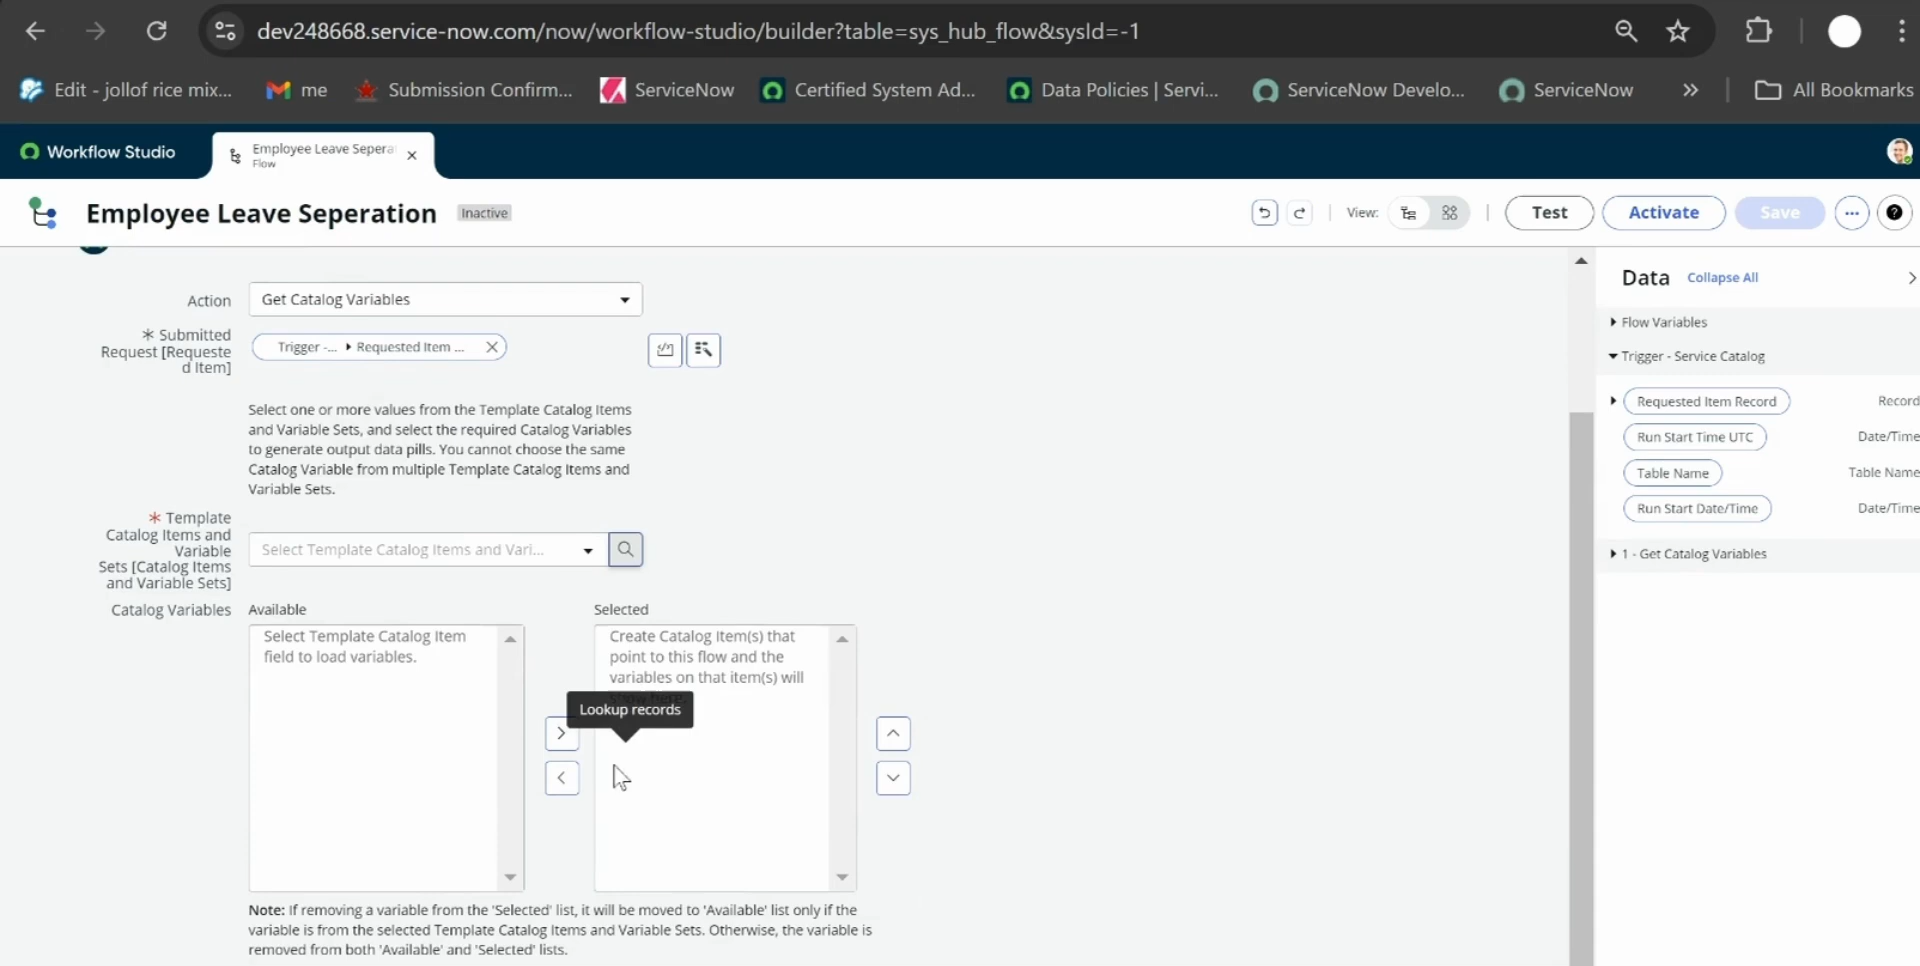 dev248668.service-now.com/now/workflow-studio/builder?table=sys_hub_flow&sysId=-1
Edit - jollof rice mix... me Submission Confirm... ServiceNow Certified System Ad... Data Policies | Servi... ServiceNow Develo... ServiceNow » All Bookmarks
Workflow Studio
Employee Leave Sepera
Flow
Employee Leave Seperation Inactive View: Test Activate Save
Action Get Catalog Variables
* Submitted Request [Requeste d Item]
Trigger -... Requested Item ...
Select one or more values from the Template Catalog Items
and Variable Sets, and select the required Catalog Variables
to generate output data pills. You cannot choose the same
Catalog Variable from multiple Template Catalog Items and
Variable Sets.
* Template
Catalog Items and
Variable
Sets [Catalog Items
and Variable Sets]
Select Template Catalog Items and Vari...
Catalog Variables Available Selected
Select Template Catalog Item
field to load variables.
Create Catalog Item(s) that
point to this flow and the
variables on that item(s) will
Lookup records
Note: If removing a variable from the 'Selected' list, it will be moved to 'Available' list only if the
variable is from the selected Template Catalog Items and Variable Sets. Otherwise, the variable is
removed from both 'Available' and 'Selected' lists.
Data Collapse All
Flow Variables
Trigger - Service Catalog
Requested Item Record Record
Run Start Time UTC Date/Time
Table Name Table Name
Run Start Date/Time Date/Time
1 - Get Catalog Variables